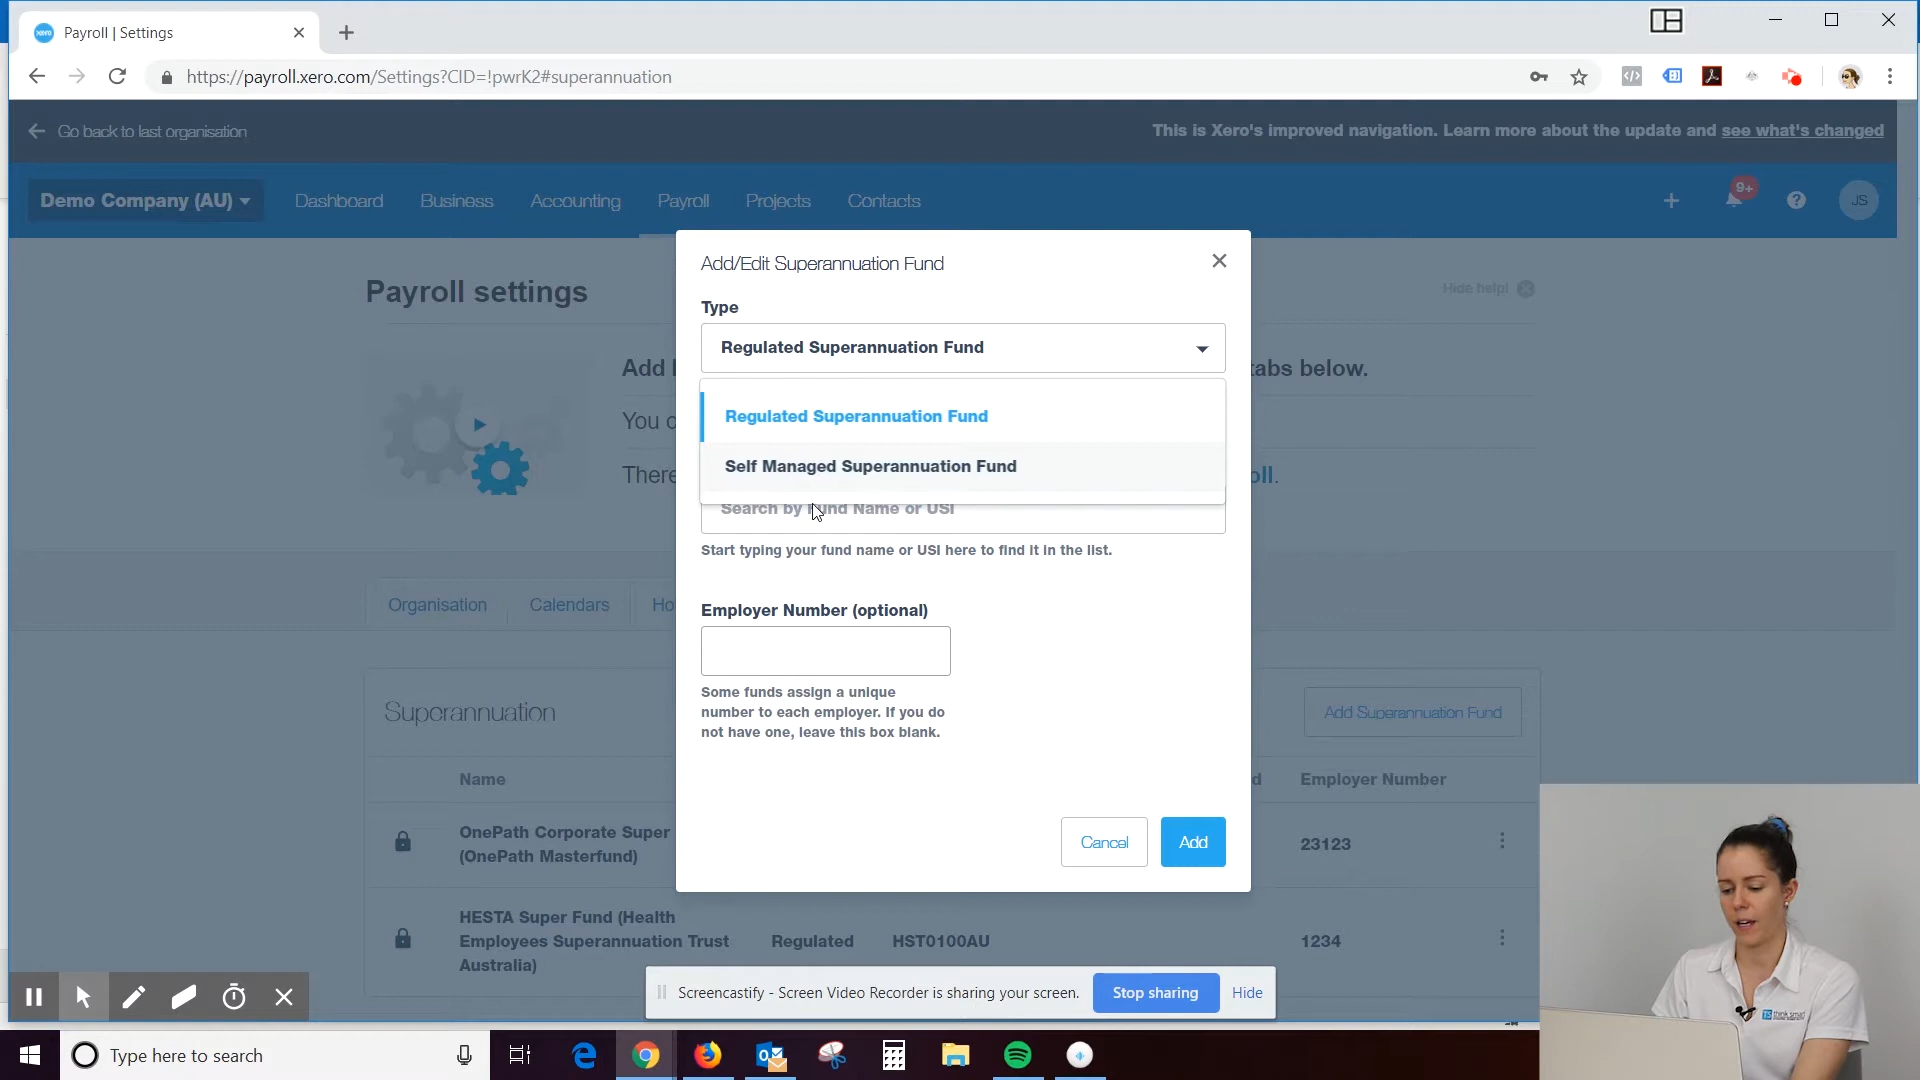 Payroll | Settings
https://payroll.xero.com/Settings?CID=!pwrK2#superannuation
Go back to last organisation
This is Xero's improved navigation. Learn more about the update and see what's changed
Demo Company (AU)
Dashboard
Business
Accounting
Payroll
Projects
Contacts
9+
JS
Payroll settings
Hide help!
Add
tabs below.
You
There
Add/Edit Superannuation Fund
Type
Regulated Superannuation Fund
Regulated Superannuation Fund
Self Managed Superannuation Fund
Search by Fund Name or USI
Start typing your fund name or USI here to find it in the list.
Employer Number (optional)
Some funds assign a unique
number to each employer. If you do
not have one, leave this box blank.
Cancel
Add
Organisation
Calendars
Superannuation
Add Superannuation Fund
Name
Employer Number
OnePath Corporate Super
(OnePath Masterfund)
23123
HESTA Super Fund (Health
Employees Superannuation Trust
Australia)
Regulated
HST0100AU
1234
Screencastify - Screen Video Recorder is sharing your screen.
Stop sharing
Hide
Type here to search
think smart